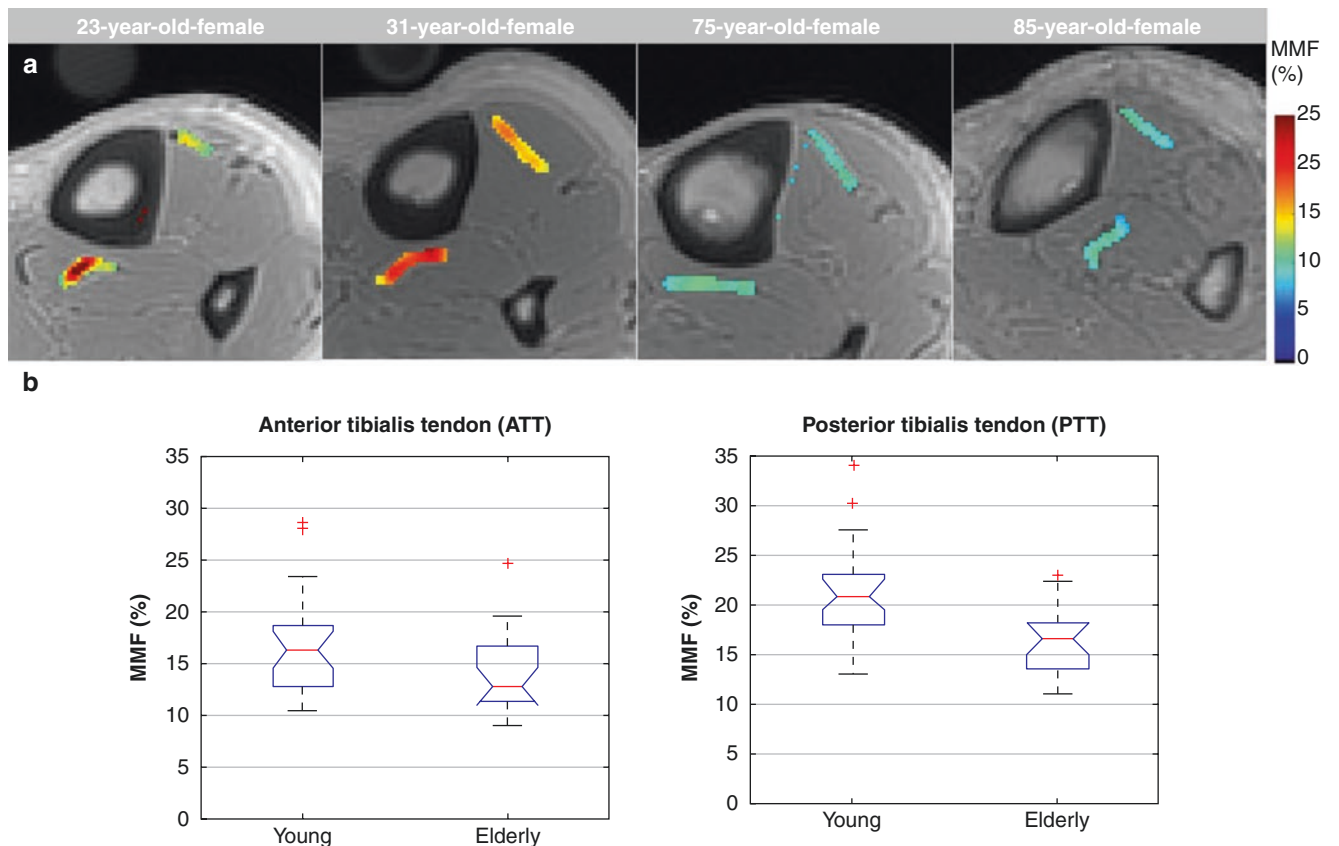 23-year-old-female
31-year-old-female
75-year-old-female
85-year-old-female
a
MMF
(%)
25
20
15
10
5
0
b
Anterior tibialis tendon (ATT)
MMF (%)
35
30
25
20
15
10
5
0
Young
Elderly
Posterior tibialis tendon (PTT)
MMF (%)
35
30
25
20
15
10
5
0
Young
Elderly